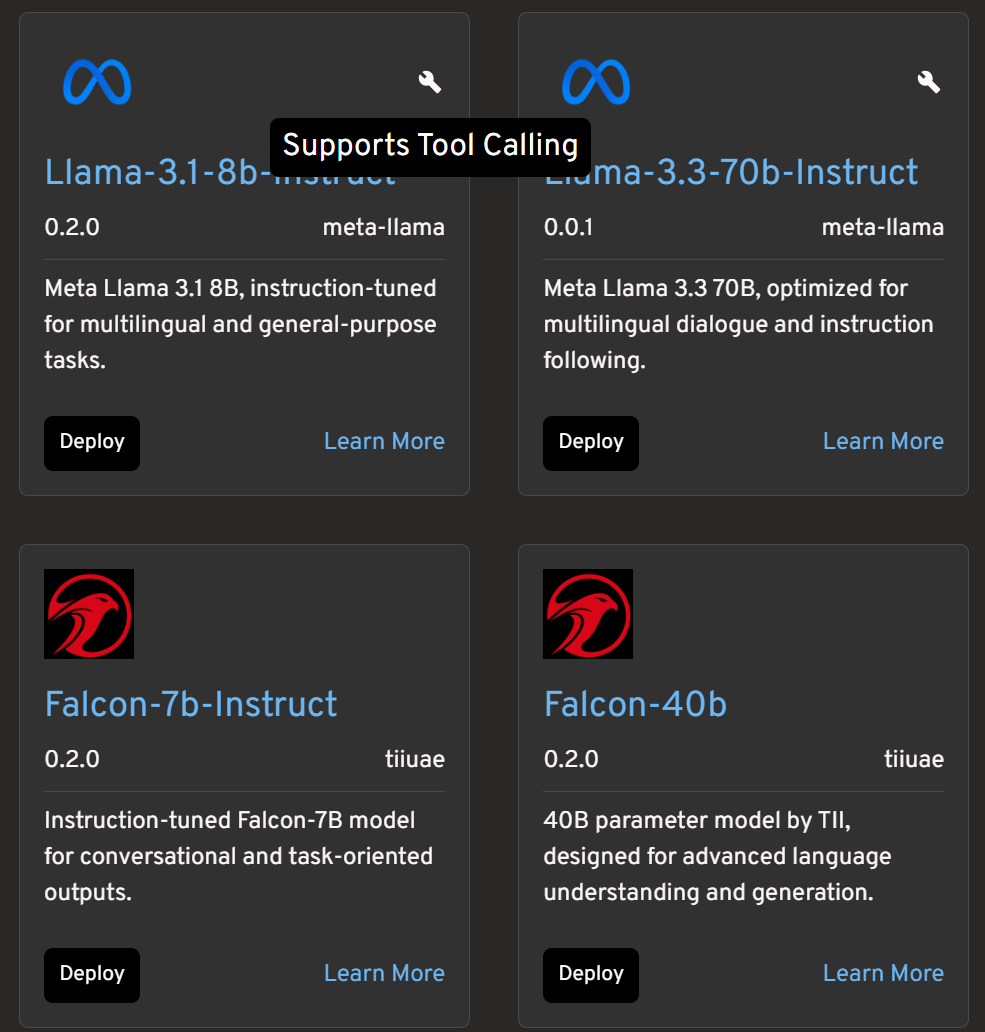 Supports Tool Calling
Llama-3.1-8b-Instruct
0.2.0 meta-llama
Meta Llama 3.1 8B, instruction-tuned
for multilingual and general-purpose
tasks.
Deploy Learn More
Llama-3.3-70b-Instruct
0.0.1 meta-llama
Meta Llama 3.3 70B, optimized for
multilingual dialogue and instruction
following.
Deploy Learn More
Falcon-7b-Instruct
0.2.0 tiiuae
Instruction-tuned Falcon-7B model
for conversational and task-oriented
outputs.
Deploy Learn More
Falcon-40b
0.2.0 tiiuae
40B parameter model by TII,
designed for advanced language
understanding and generation.
Deploy Learn More